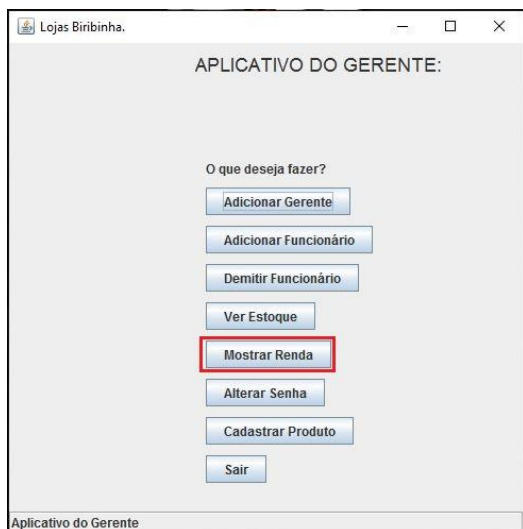 Lojas Biribinha.
APLICATIVO DO GERENTE:
O que deseja fazer?
Adicionar Gerente
Adicionar Funcionário
Demitir Funcionário
Ver Estoque
Mostrar Renda
Alterar Senha
Cadastrar Produto
Sair
Aplicativo do Gerente